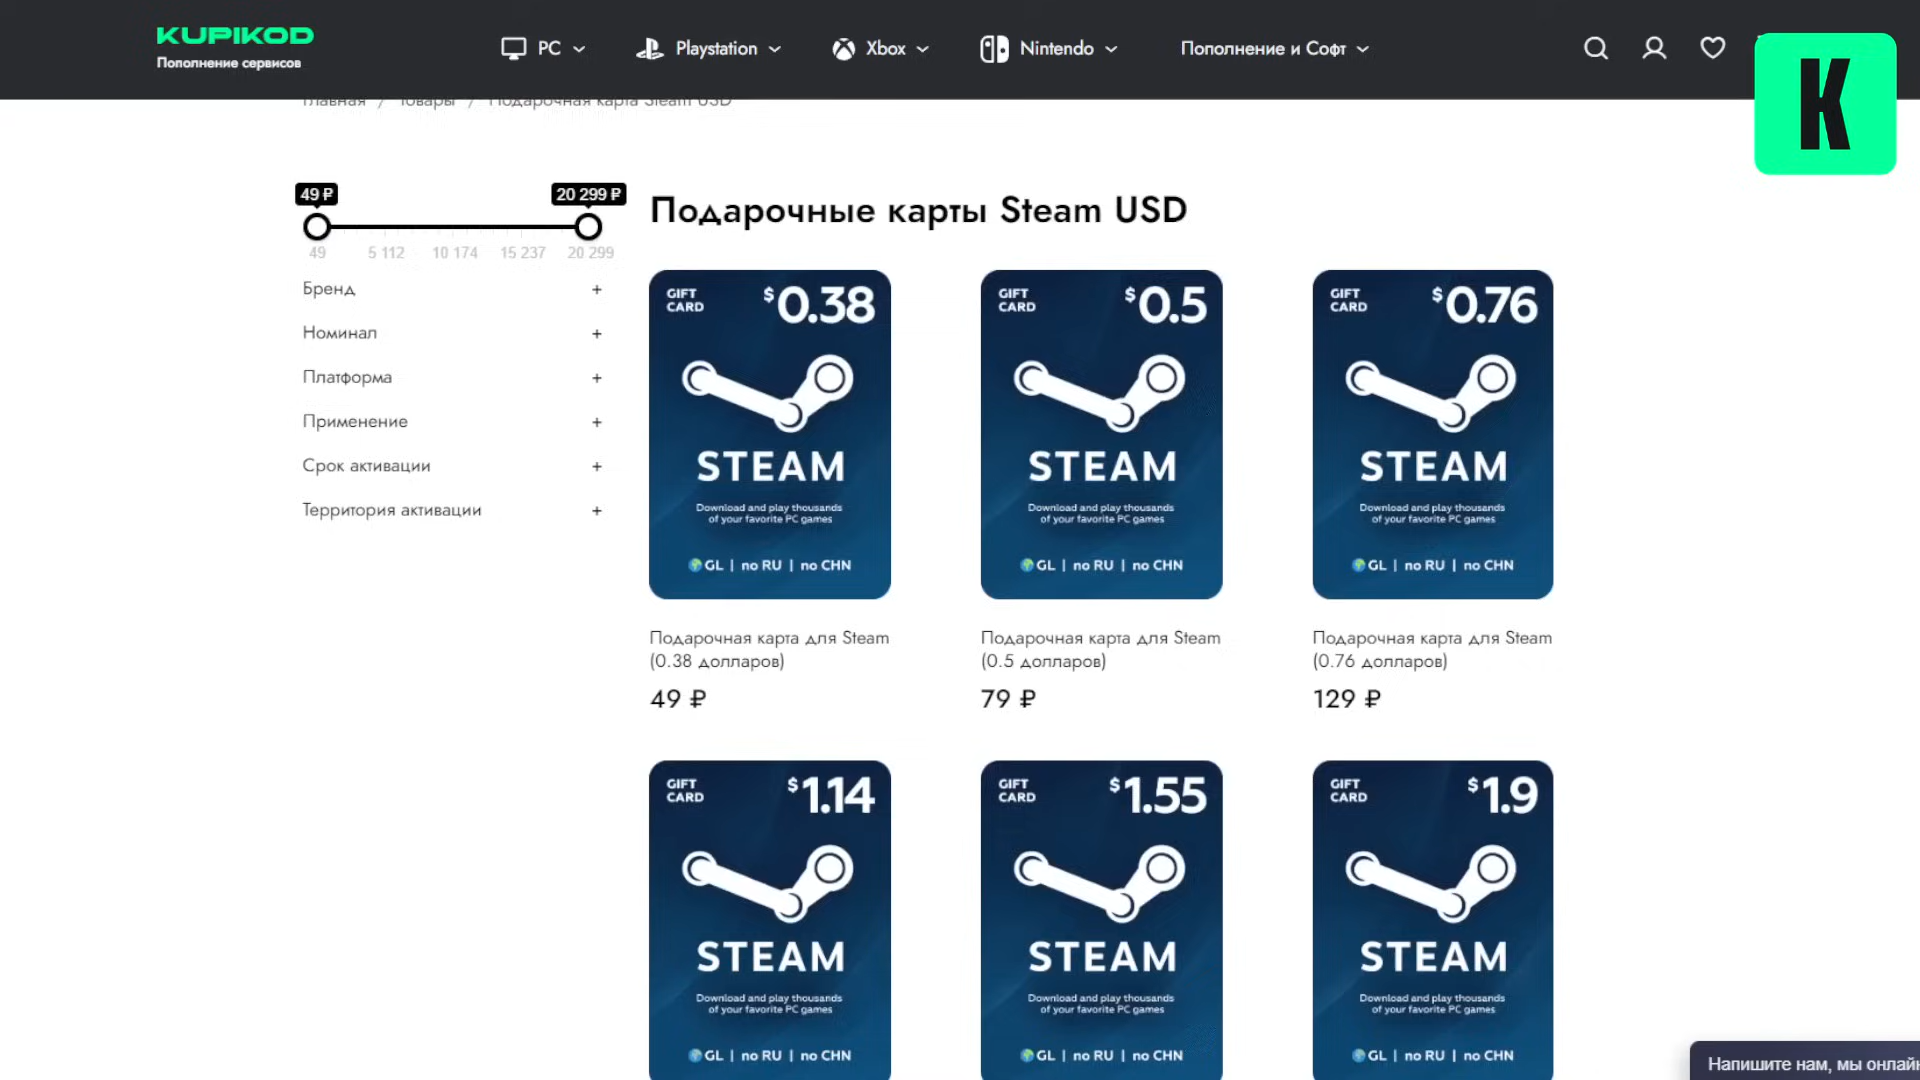 KUPIKOD
Пополнение сервисов
PC
Playstation
Xbox
Nintendo
Пополнение и Софт
K
Главная / Товары / Подарочная карта Steam USD
49 ₽
20 299 ₽
49
5 112
10 174
15 237
20 299
Бренд +
Номинал +
Платформа +
Применение +
Срок активации +
Территория активации +
Подарочные карты Steam USD
GIFT
CARD
$0.38
STEAM
Download and play thousands
of your favorite PC games
GL | no RU | no CHN
Подарочная карта для Steam
(0.38 долларов)
49 ₽
GIFT
CARD
$0.5
STEAM
Download and play thousands
of your favorite PC games
GL | no RU | no CHN
Подарочная карта для Steam
(0.5 долларов)
79 ₽
GIFT
CARD
$0.76
STEAM
Download and play thousands
of your favorite PC games
GL | no RU | no CHN
Подарочная карта для Steam
(0.76 долларов)
129 ₽
GIFT
CARD
$1.14
STEAM
Download and play thousands
of your favorite PC games
GL | no RU | no CHN
GIFT
CARD
$1.55
STEAM
Download and play thousands
of your favorite PC games
GL | no RU | no CHN
GIFT
CARD
$1.9
STEAM
Download and play thousands
of your favorite PC games
GL | no RU | no CHN
Напишите нам, мы онлайн